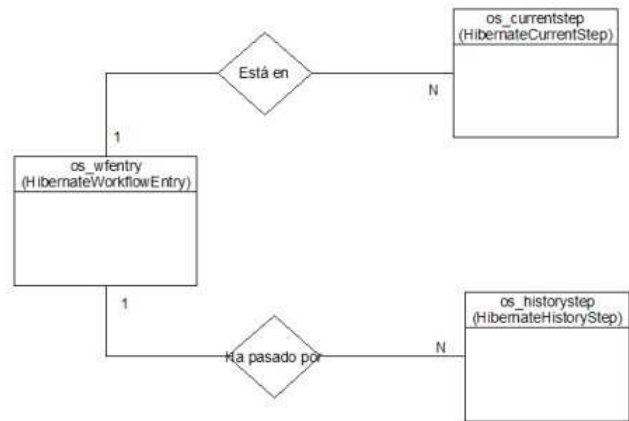 os_currentstep
(HibernateCurrentStep)
Está en
N
1
os_wfentry
(HibernateWorkflowEntry)
1
os_historystep
(HibernateHistoryStep)
Ha pasado por
N